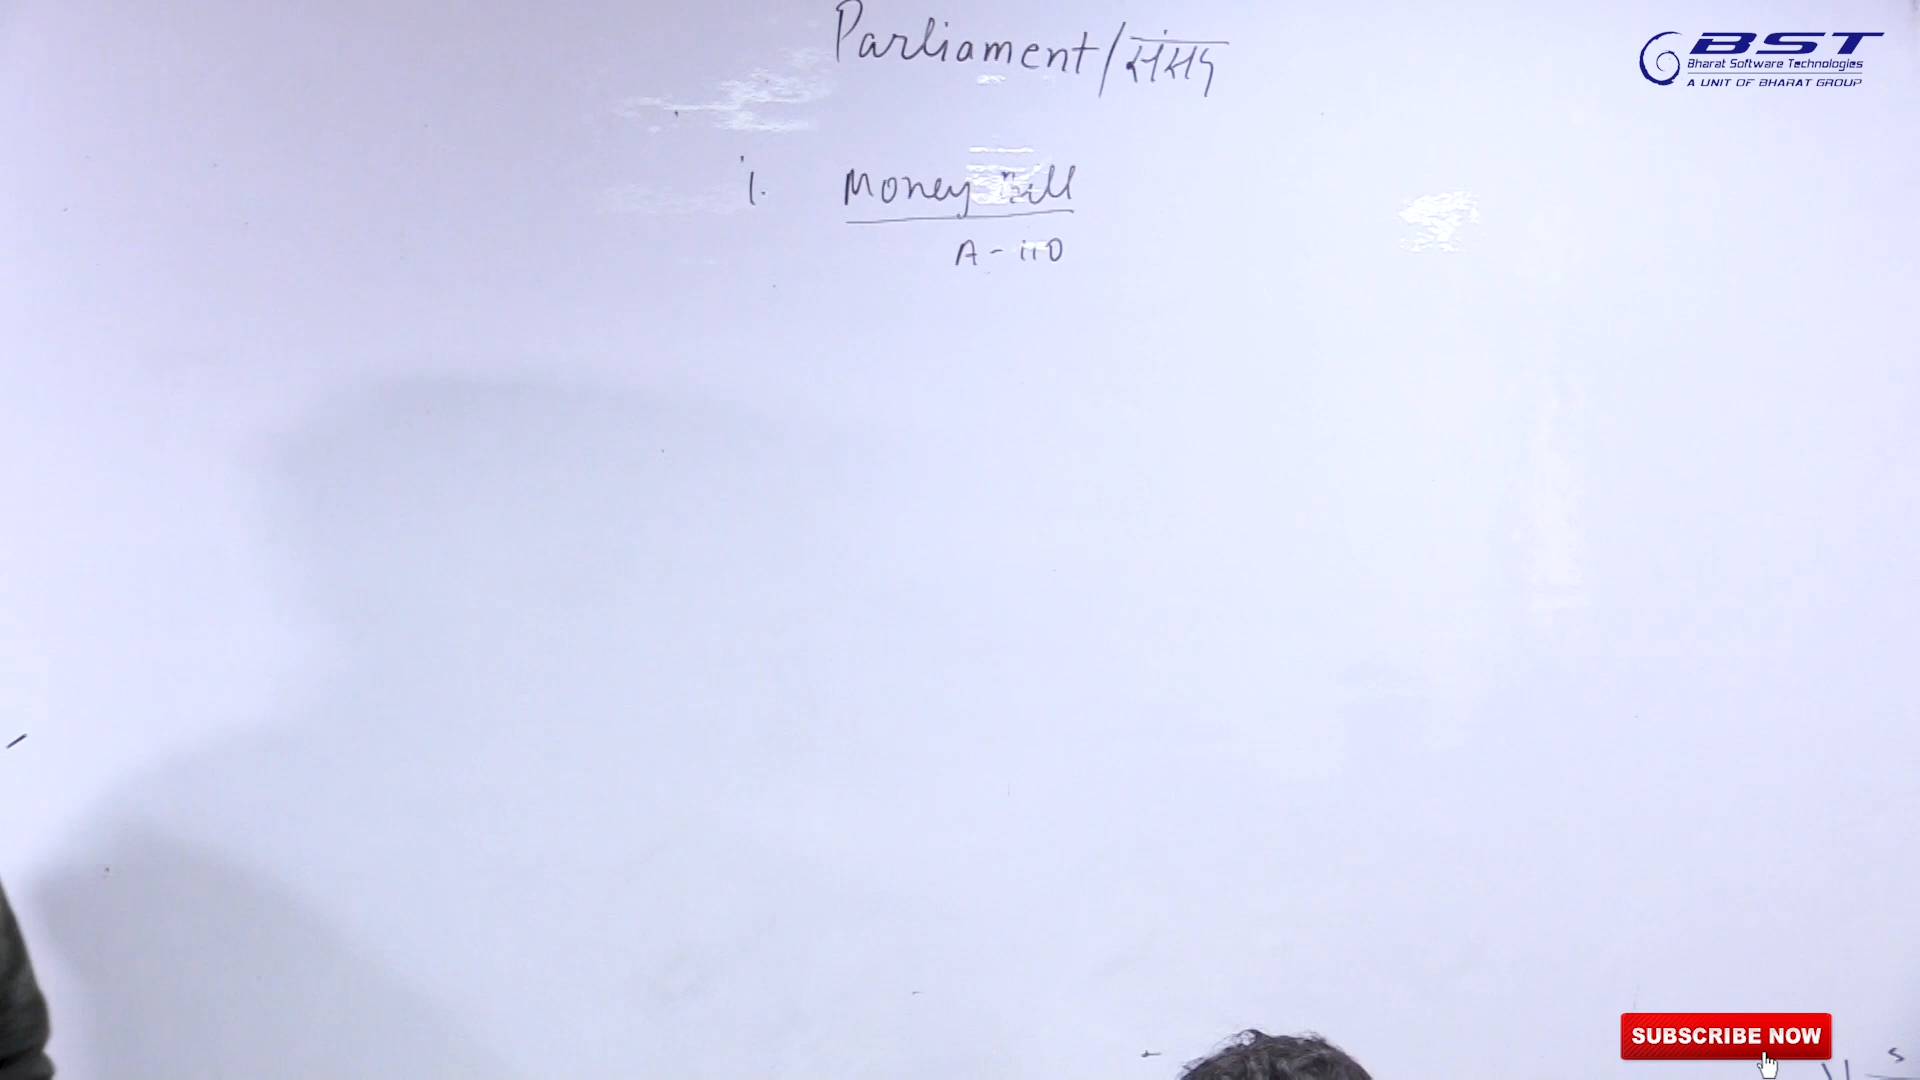 Parliament/संसद
BST
Bharat Software Technologies
A UNIT OF BHARAT GROUP
1. Money Bill
A - 110
SUBSCRIBE NOW